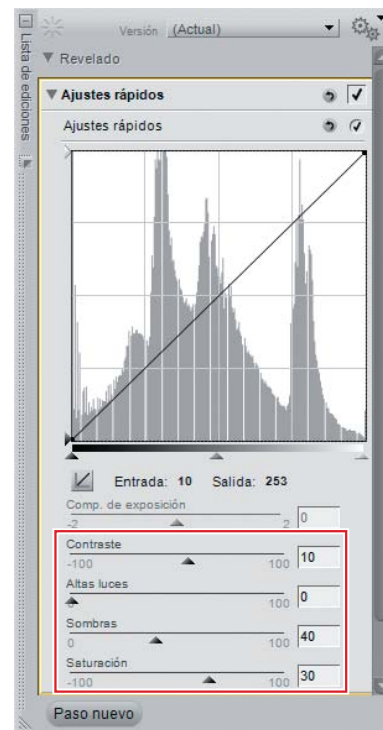 Lista de ediciones
Versión (Actual)
Revelado
Ajustes rápidos
Ajustes rápidos
Entrada: 10 Salida: 253
Comp. de exposición
-2 2 0
Contraste
-100 100 10
Altas luces
0 100 0
Sombras
0 100 40
Saturación
-100 100 30
Paso nuevo